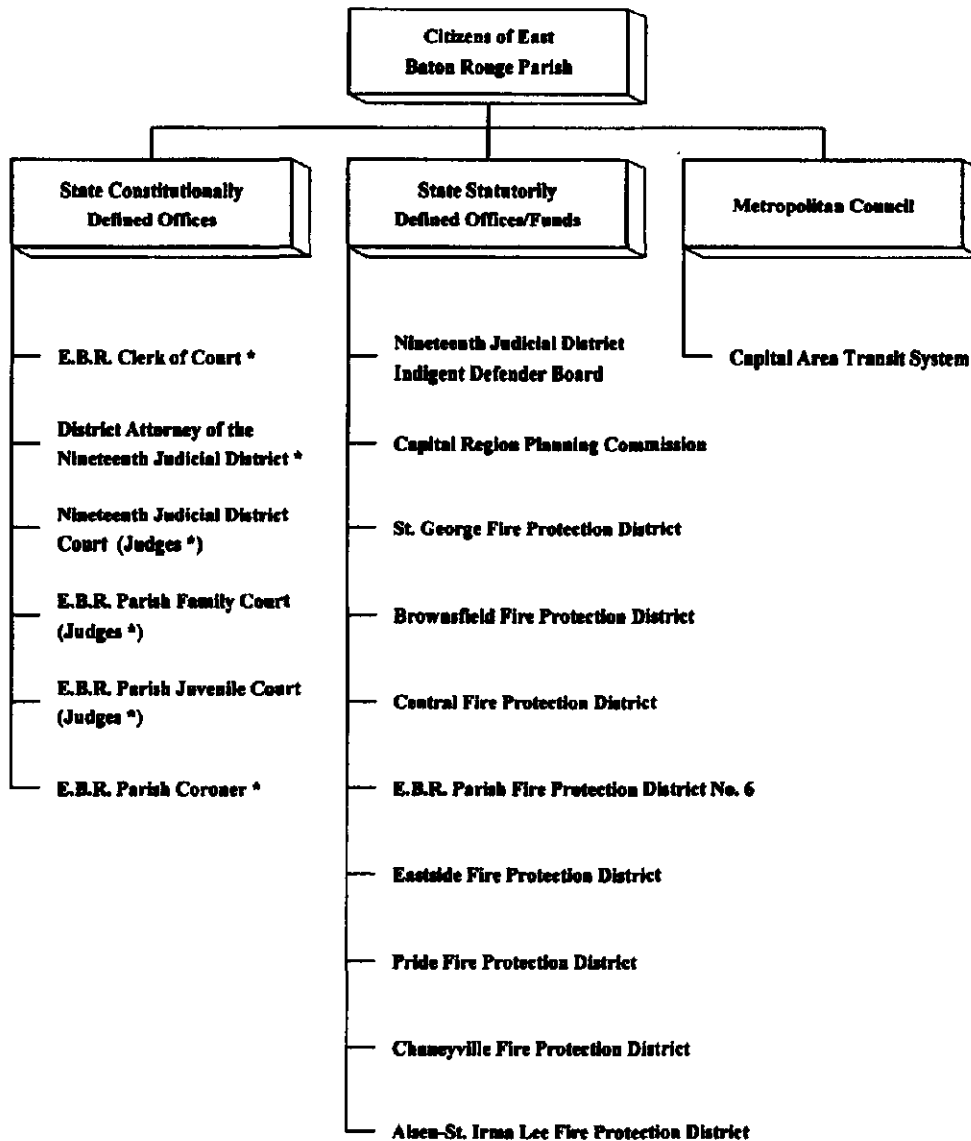 Citizens of East
Baton Rouge Parish
State Constitutionally
Defined Offices
State Statutorily
Defined Offices/Funds
Metropolitan Council
E.B.R. Clerk of Court *
District Attorney of the
Nineteenth Judicial District *
Nineteenth Judicial District
Court (Judges *)
E.B.R. Parish Family Court
(Judges *)
E.B.R. Parish Juvenile Court
(Judges *)
E.B.R. Parish Coroner *
Nineteenth Judicial District
Indigent Defender Board
Capital Region Planning Commission
St. George Fire Protection District
Brownsfield Fire Protection District
Central Fire Protection District
E.B.R. Parish Fire Protection District No. 6
Eastside Fire Protection District
Pride Fire Protection District
Chaneyville Fire Protection District
Alsen-St. Irma Lee Fire Protection District
Capital Area Transit System